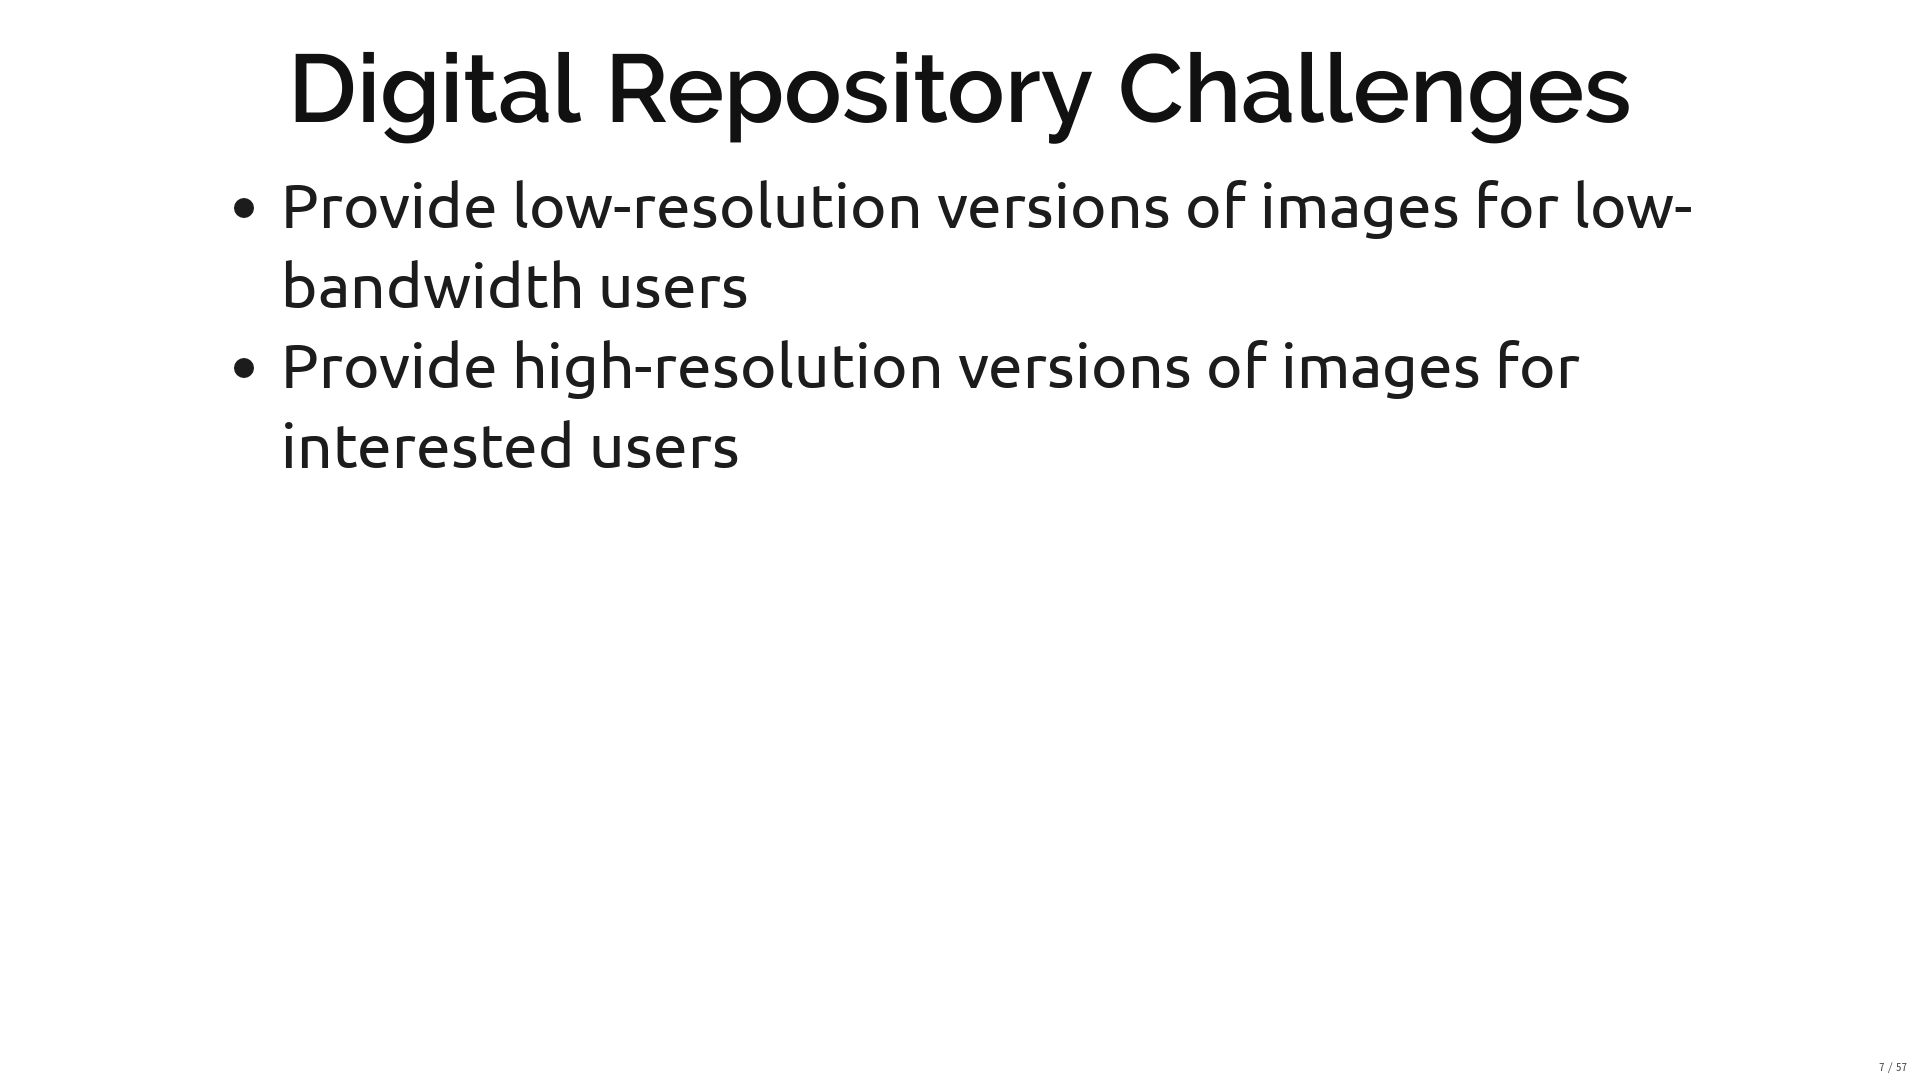 Digital Repository Challenges
• Provide low-resolution versions of images for low-
bandwidth users
• Provide high-resolution versions of images for
interested users
7 / 57